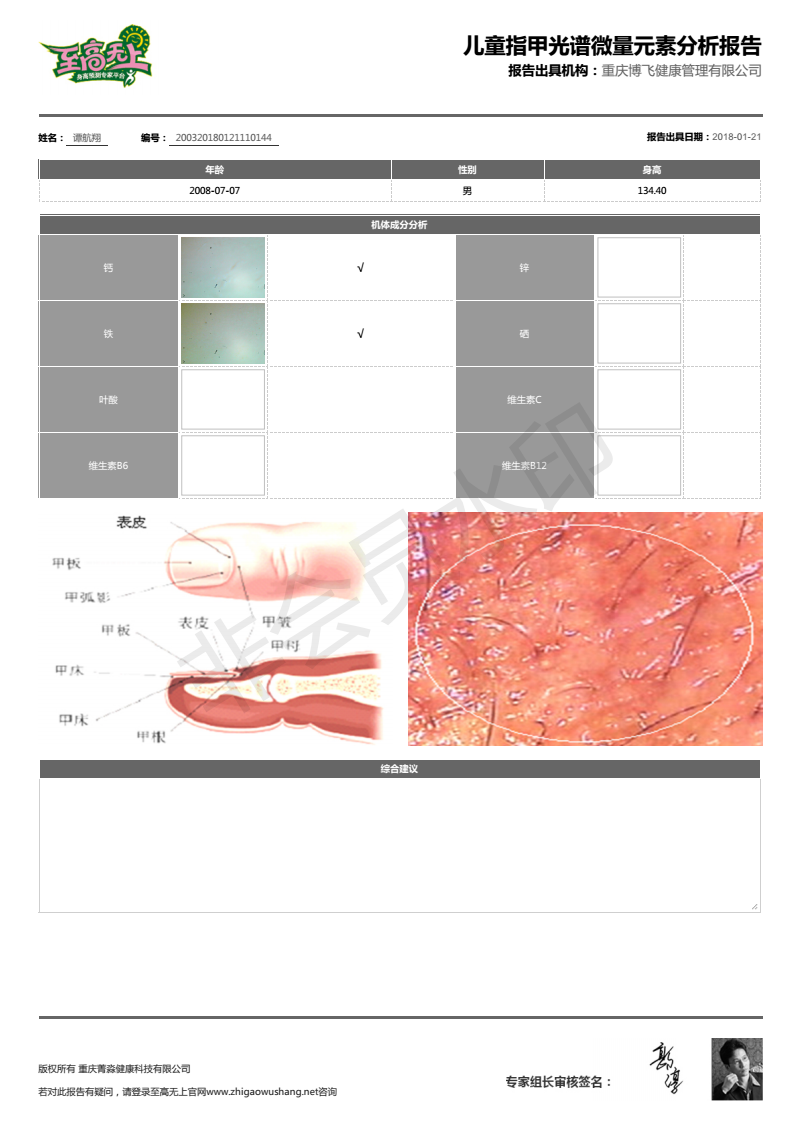 至高无上
身高预测专家平台
儿童指甲光谱微量元素分析报告
报告出具机构：重庆博飞健康管理有限公司
姓名： 谭航翔 编号： 200320180121110144 报告出具日期：2018-01-21
年龄 性别 身高
2008-07-07 男 134.40
机体成分分析
钙 √ 锌
铁 √ 硒
叶酸 维生素C
维生素B6 维生素B12
非会员水印
表皮
甲板
甲弧影
甲板 表皮 甲皱
甲母
甲床
甲床
甲根
综合建议
版权所有 重庆菁淼健康科技有限公司
若对此报告有疑问，请登录至高无上官网www.zhigaowushang.net咨询
专家组长审核签名：